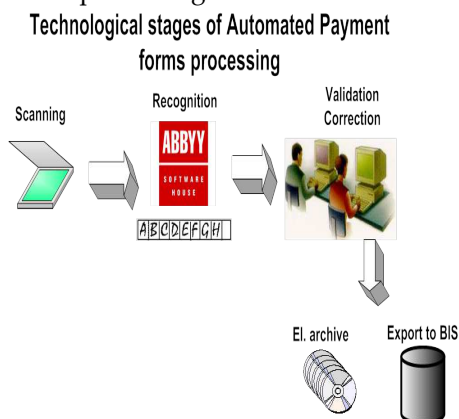 Technological stages of Automated Payment
forms processing
Scanning
Recognition
Validation
Correction
ABBYY
SOFTWARE
HOUSE
ABCDEFGH
El. archive
Export to BIS